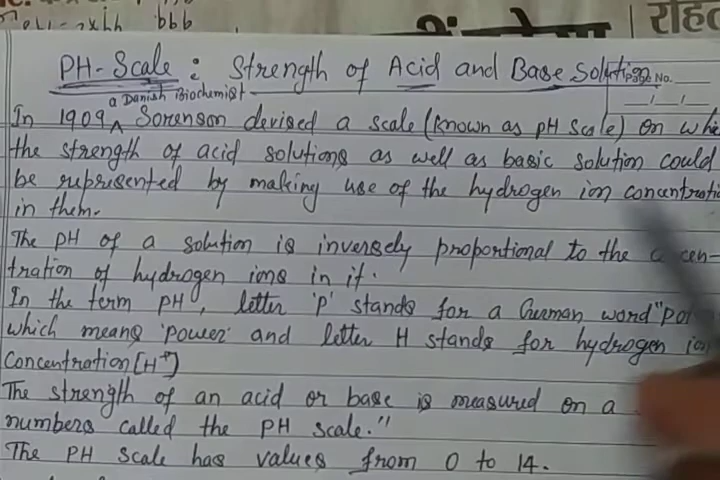 bbb
PH-Scale: Strength of Acid and Base Solution
Page No.
a Danish Biochemist
In 1909 ^ Sorenson devised a scale (known as pH Scale) on
the strength of acid solutions as well as basic solution could
be represented by making use of the hydrogen ion
in them.
The PH of a solution is inversely proportional to the
tration of hydrogen ions in it.
In the term PH, letter 'P' stands for a German word
which means 'power' and letter H stands for hydrogen
Concentration [H+]
The strength of an acid or base is measured on a
numbers called the PH scale."
The PH scale has values from 0 to 14.